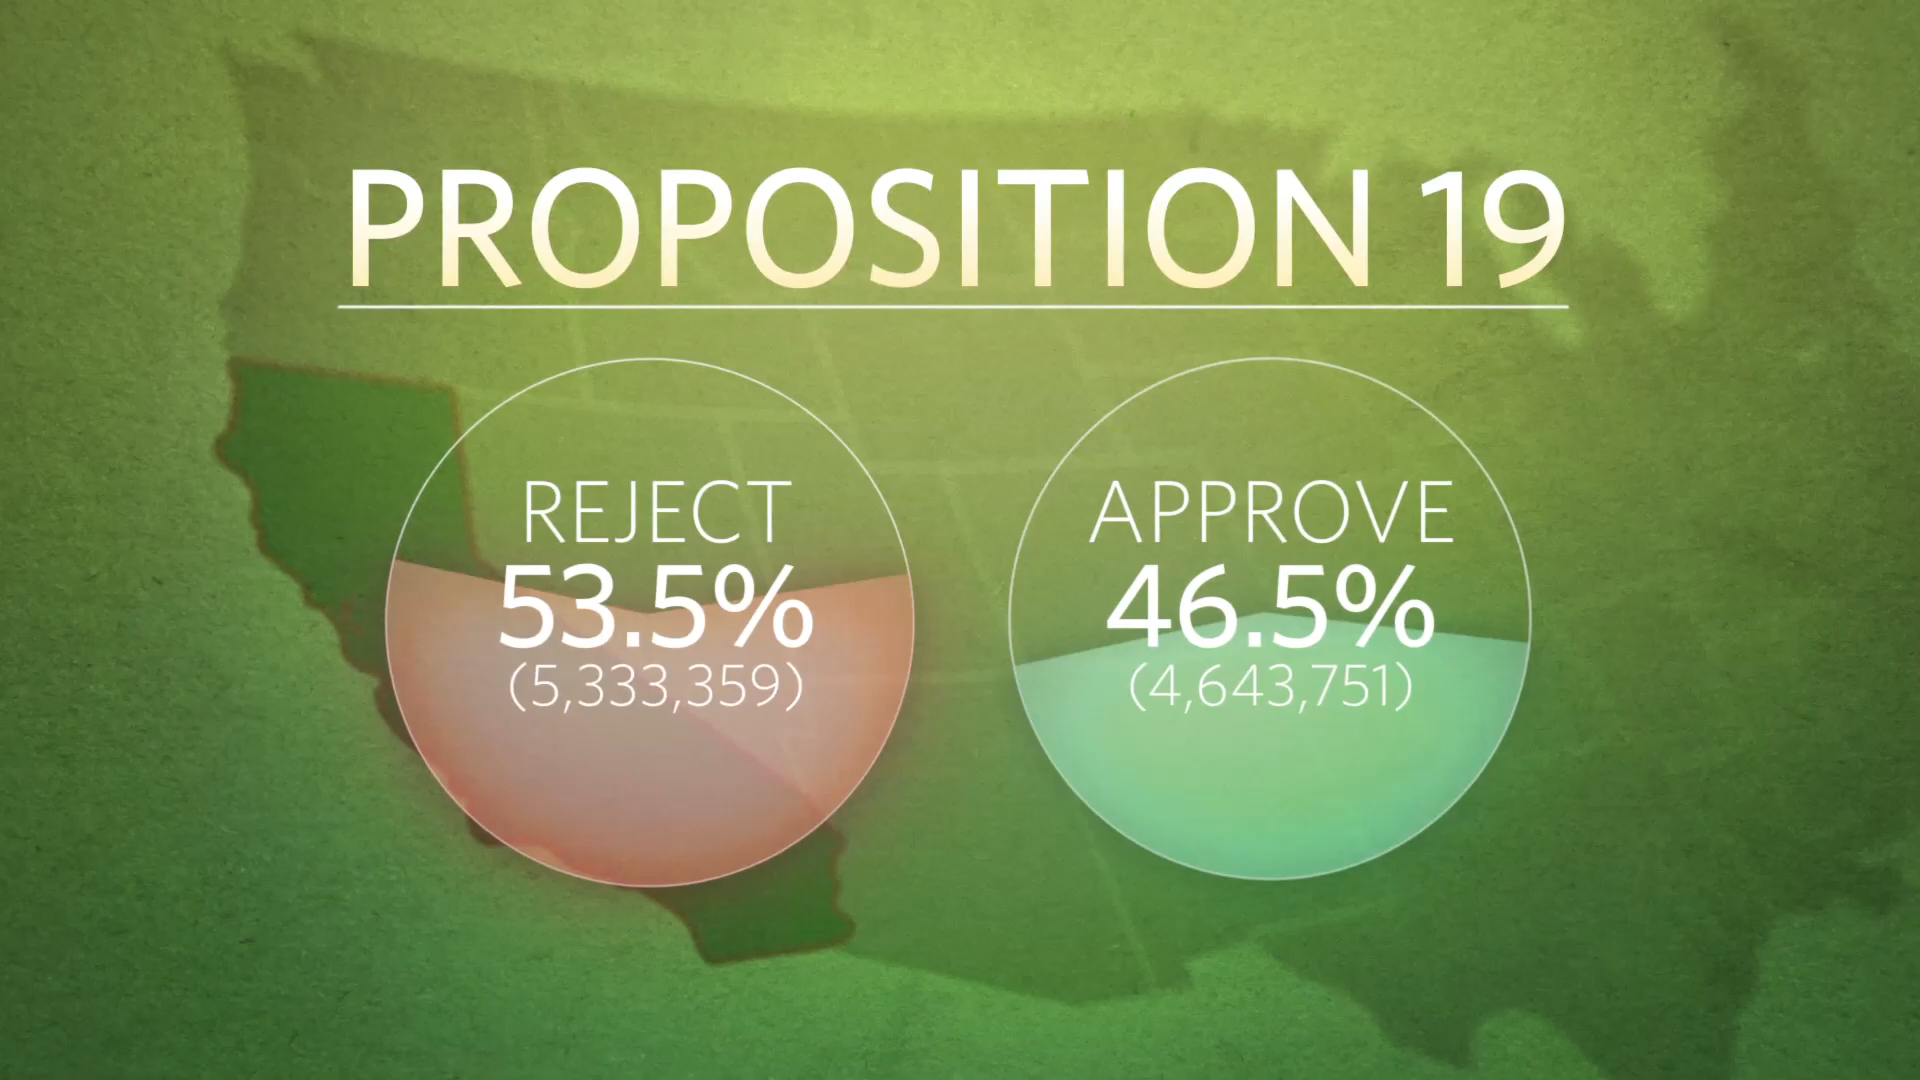 PROPOSITION 19
REJECT
53.5%
(5,333,359)
APPROVE
46.5%
(4,643,751)